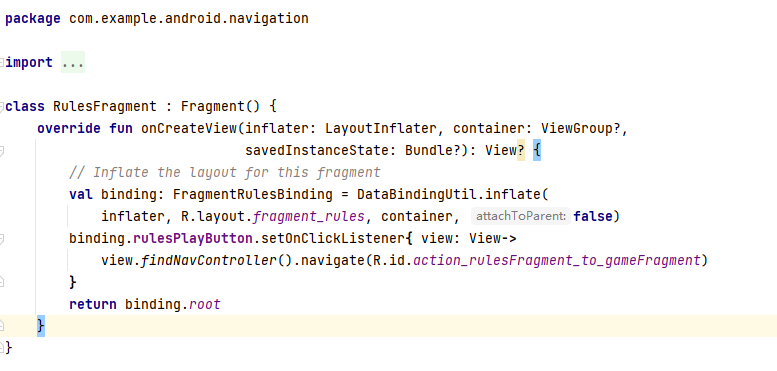 package com.example.android.navigation
import ...
class RulesFragment : Fragment() {
override fun onCreateView(inflater: LayoutInflater, container: ViewGroup?,
savedInstanceState: Bundle?): View? {
// Inflate the layout for this fragment
val binding: FragmentRulesBinding = DataBindingUtil.inflate(
inflater, R.layout.fragment_rules, container, attachToParent: false)
binding.rulesPlayButton.setOnClickListener{ view: View->
view.findNavController().navigate(R.id.action_rulesFragment_to_gameFragment)
}
return binding.root
}
}